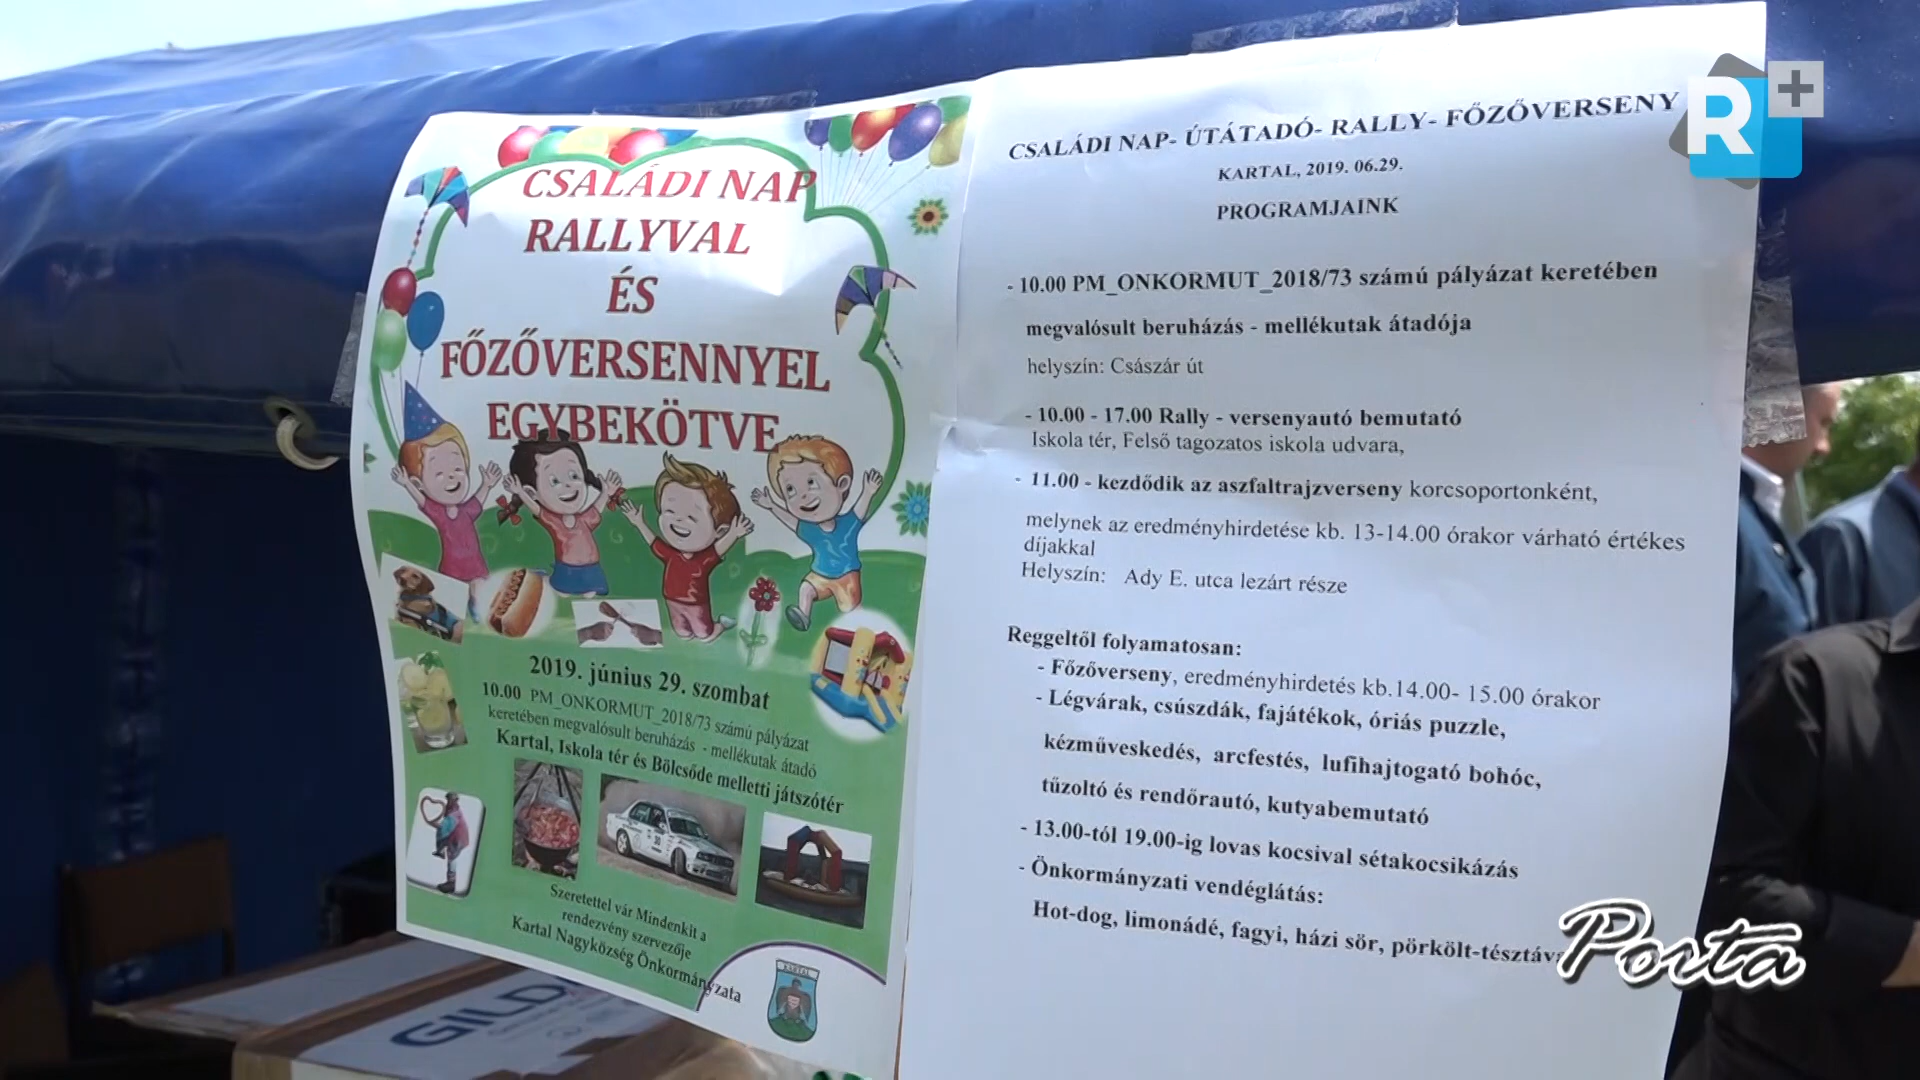 CSALÁDI NAP
RALLYVAL
ÉS
FŐZŐVERSENNYEL
EGYBEKÖTVE
2019. június 29. szombat
10.00 PM_ONKORMUT_2018/73 számú pályázat
keretében megvalósult beruházás - mellékutak átadó
Kartal, Iskola tér és Bölcsőde melletti játszótér
Szeretettel vár Mindenkit a
rendezvény szervezője
Kartal Nagyközség Önkormányzata
KARTAL
CSALÁDI NAP- ÚTÁTADÓ- RALLY- FŐZŐVERSENY
KARTAL, 2019. 06.29.
PROGRAMJAINK
- 10.00 PM_ONKORMUT_2018/73 számú pályázat keretében
megvalósult beruházás - mellékutak átadója
helyszín: Császár út
- 10.00 - 17.00 Rally - versenyautó bemutató
Iskola tér, Felső tagozatos iskola udvara,
- 11.00 - kezdődik az aszfaltrajzverseny korcsoportonként,
melynek az eredményhirdetése kb. 13-14.00 órakor várható értékes
díjakkal
Helyszín: Ady E. utca lezárt része
Reggeltől folyamatosan:
- Főzőverseny, eredményhirdetés kb.14.00- 15.00 órakor
- Légvárak, csúszdák, fajátékok, óriás puzzle,
kézműveskedés, arcfestés, lufihajtogató bohóc,
tűzoltó és rendőrautó, kutyabemutató
- 13.00-tól 19.00-ig lovas kocsival sétakocsikázás
- Önkormányzati vendéglátás:
Hot-dog, limonádé, fagyi, házi sör, pörkölt-tésztáva
R+
Porta
GILD